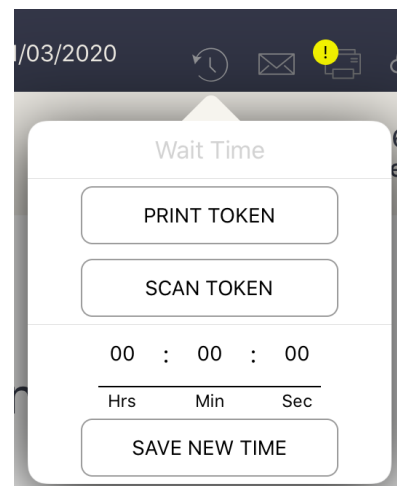 /03/2020
!
Wait Time
PRINT TOKEN
SCAN TOKEN
00 : 00 : 00
Hrs Min Sec
SAVE NEW TIME